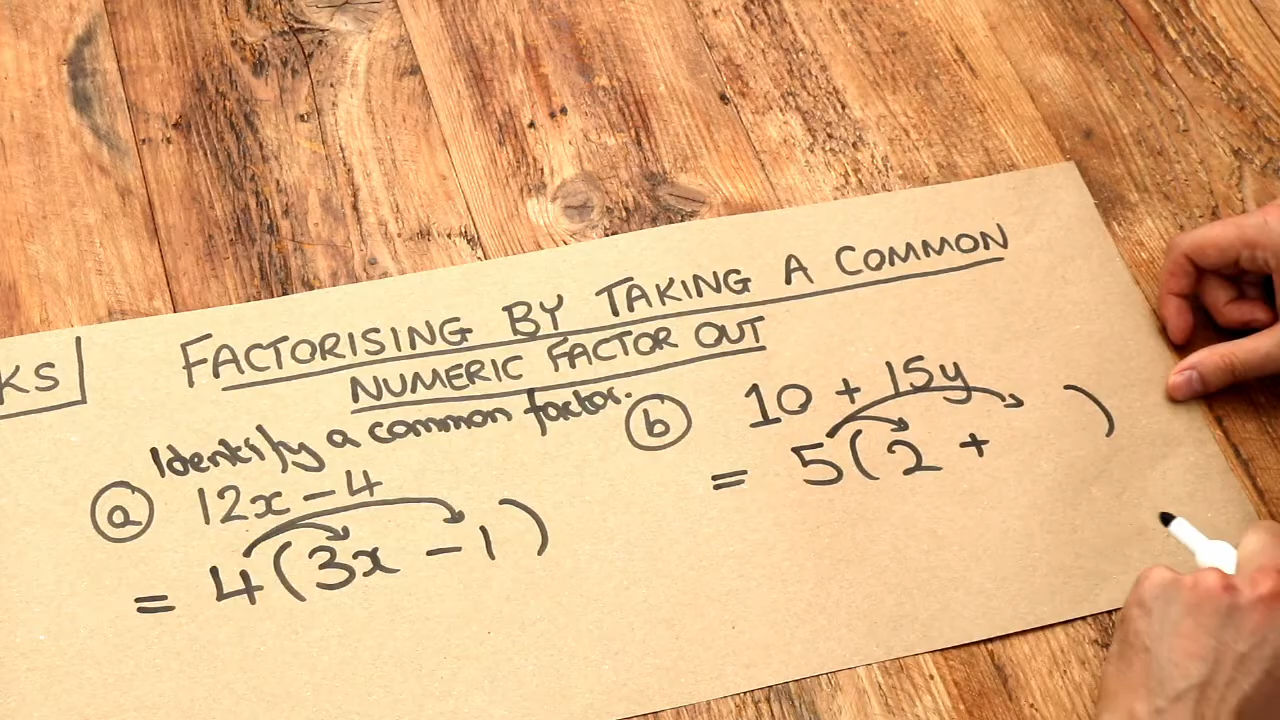 KS
FACTORISING BY TAKING A COMMON
NUMERIC FACTOR OUT
Identify a common factor.
a 12x - 4
= 4(3x - 1)
b 10 + 15y
= 5(2 + )